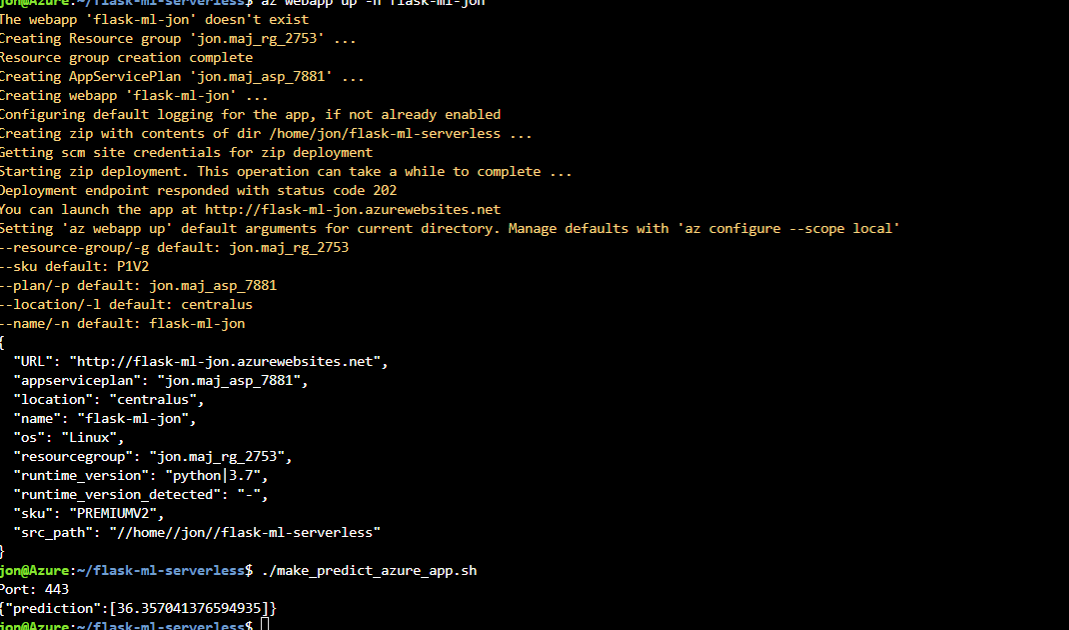 jon@Azure:~/flask-ml-serverless$ az webapp up -n flask-ml-jon
The webapp 'flask-ml-jon' doesn't exist
Creating Resource group 'jon.maj_rg_2753' ...
Resource group creation complete
Creating AppServicePlan 'jon.maj_asp_7881' ...
Creating webapp 'flask-ml-jon' ...
Configuring default logging for the app, if not already enabled
Creating zip with contents of dir /home/jon/flask-ml-serverless ...
Getting scm site credentials for zip deployment
Starting zip deployment. This operation can take a while to complete ...
Deployment endpoint responded with status code 202
You can launch the app at http://flask-ml-jon.azurewebsites.net
Setting 'az webapp up' default arguments for current directory. Manage defaults with 'az configure --scope local'
--resource-group/-g default: jon.maj_rg_2753
--sku default: P1V2
--plan/-p default: jon.maj_asp_7881
--location/-l default: centralus
--name/-n default: flask-ml-jon
{
  "URL": "http://flask-ml-jon.azurewebsites.net",
  "appserviceplan": "jon.maj_asp_7881",
  "location": "centralus",
  "name": "flask-ml-jon",
  "os": "Linux",
  "resourcegroup": "jon.maj_rg_2753",
  "runtime_version": "python|3.7",
  "runtime_version_detected": "-",
  "sku": "PREMIUMV2",
  "src_path": "//home//jon//flask-ml-serverless"
}
jon@Azure:~/flask-ml-serverless$ ./make_predict_azure_app.sh
Port: 443
{"prediction":[36.357041376594935]}
jon@Azure:~/flask-ml-serverless$